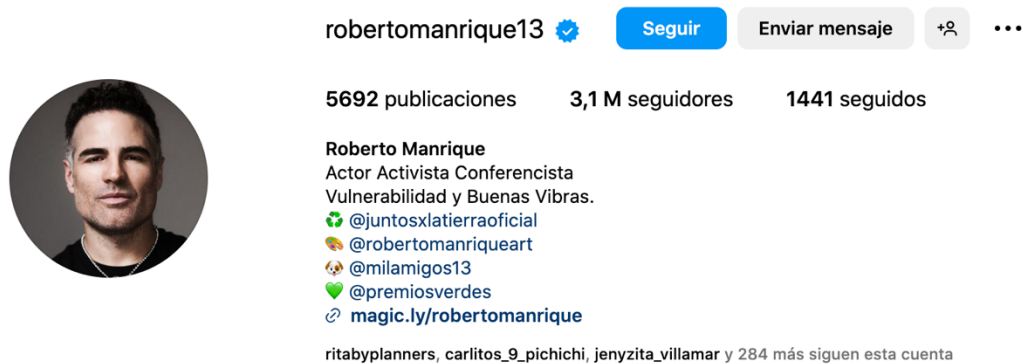 robertomanrique13
Seguir
Enviar mensaje
5692 publicaciones 3,1 M seguidores 1441 seguidos
Roberto Manrique
Actor Activista Conferencista
Vulnerabilidad y Buenas Vibras.
♻️ @juntosxlatierraoficial
🎨 @robertomanriqueart
🐶 @milamigos13
💚 @premiosverdes
magic.ly/robertomanrique
ritabyplanners, carlitos_9_pichichi, jenyzita_villamar y 284 más siguen esta cuenta